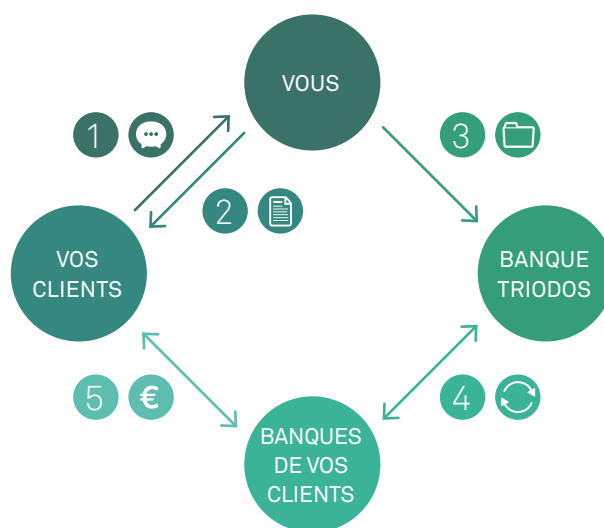 VOUS
1
3
2
VOS
CLIENTS
BANQUE
TRIODOS
5
€
4
BANQUES
DE VOS
CLIENTS